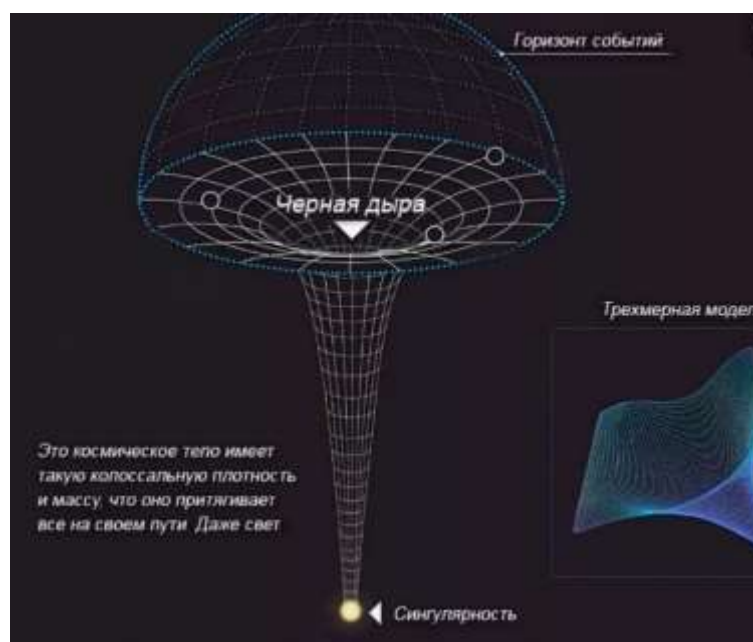 Горизонт событий
Черная дыра
Трехмерная модел
Это космическое тело имеет
такую колоссальную плотность
и массу, что оно притягивает
все на своем пути. Даже свет
Сингулярность